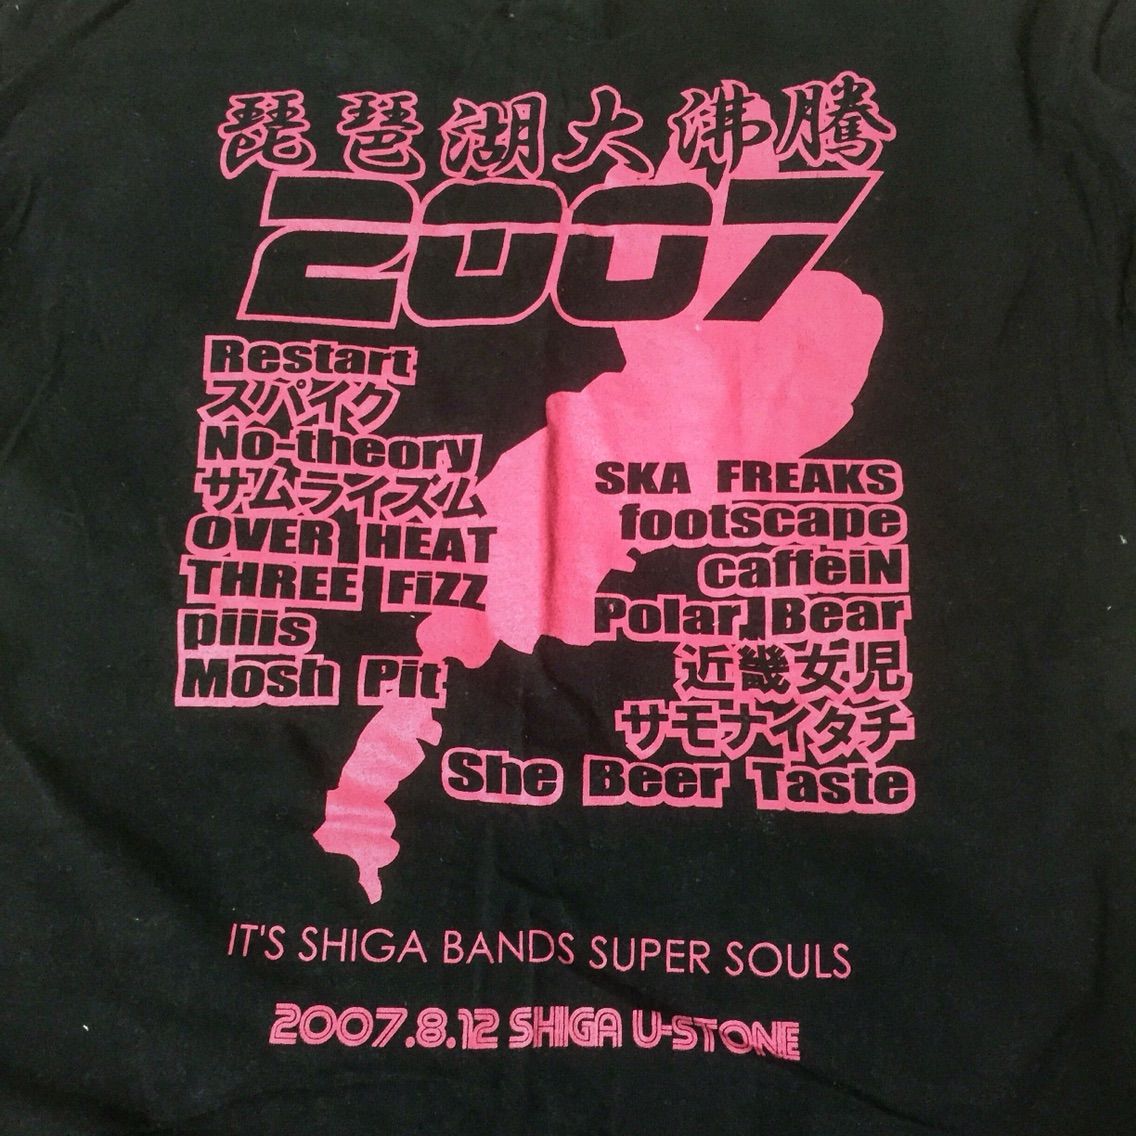 琵琶湖大沸騰
2007
Restart
スパイク
No-theory
サムライズム
OVER HEAT
THREE FiZZ
piiis
Mosh Pit
SKA FREAKS
footscape
caffeiN
Polar Bear
近畿女児
サモナイタチ
She Beer Taste
IT'S SHIGA BANDS SUPER SOULS
2007.8.12 SHIGA U-STONE